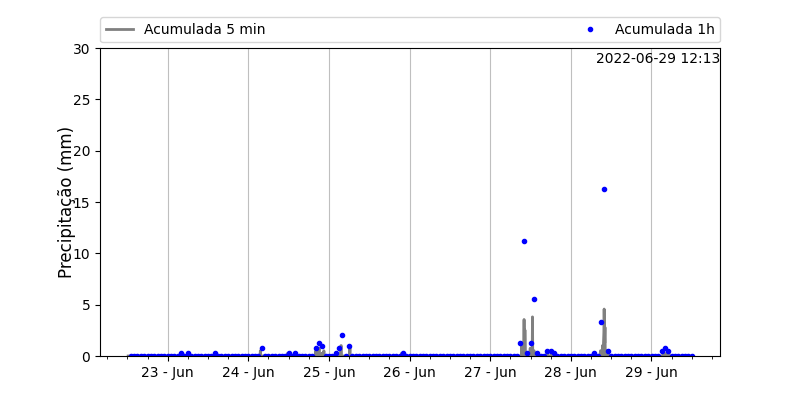 Acumulada 5 min
Acumulada 1h
2022-06-29 12:13
Precipitação (mm)
30
25
20
15
10
5
0
23 - Jun
24 - Jun
25 - Jun
26 - Jun
27 - Jun
28 - Jun
29 - Jun